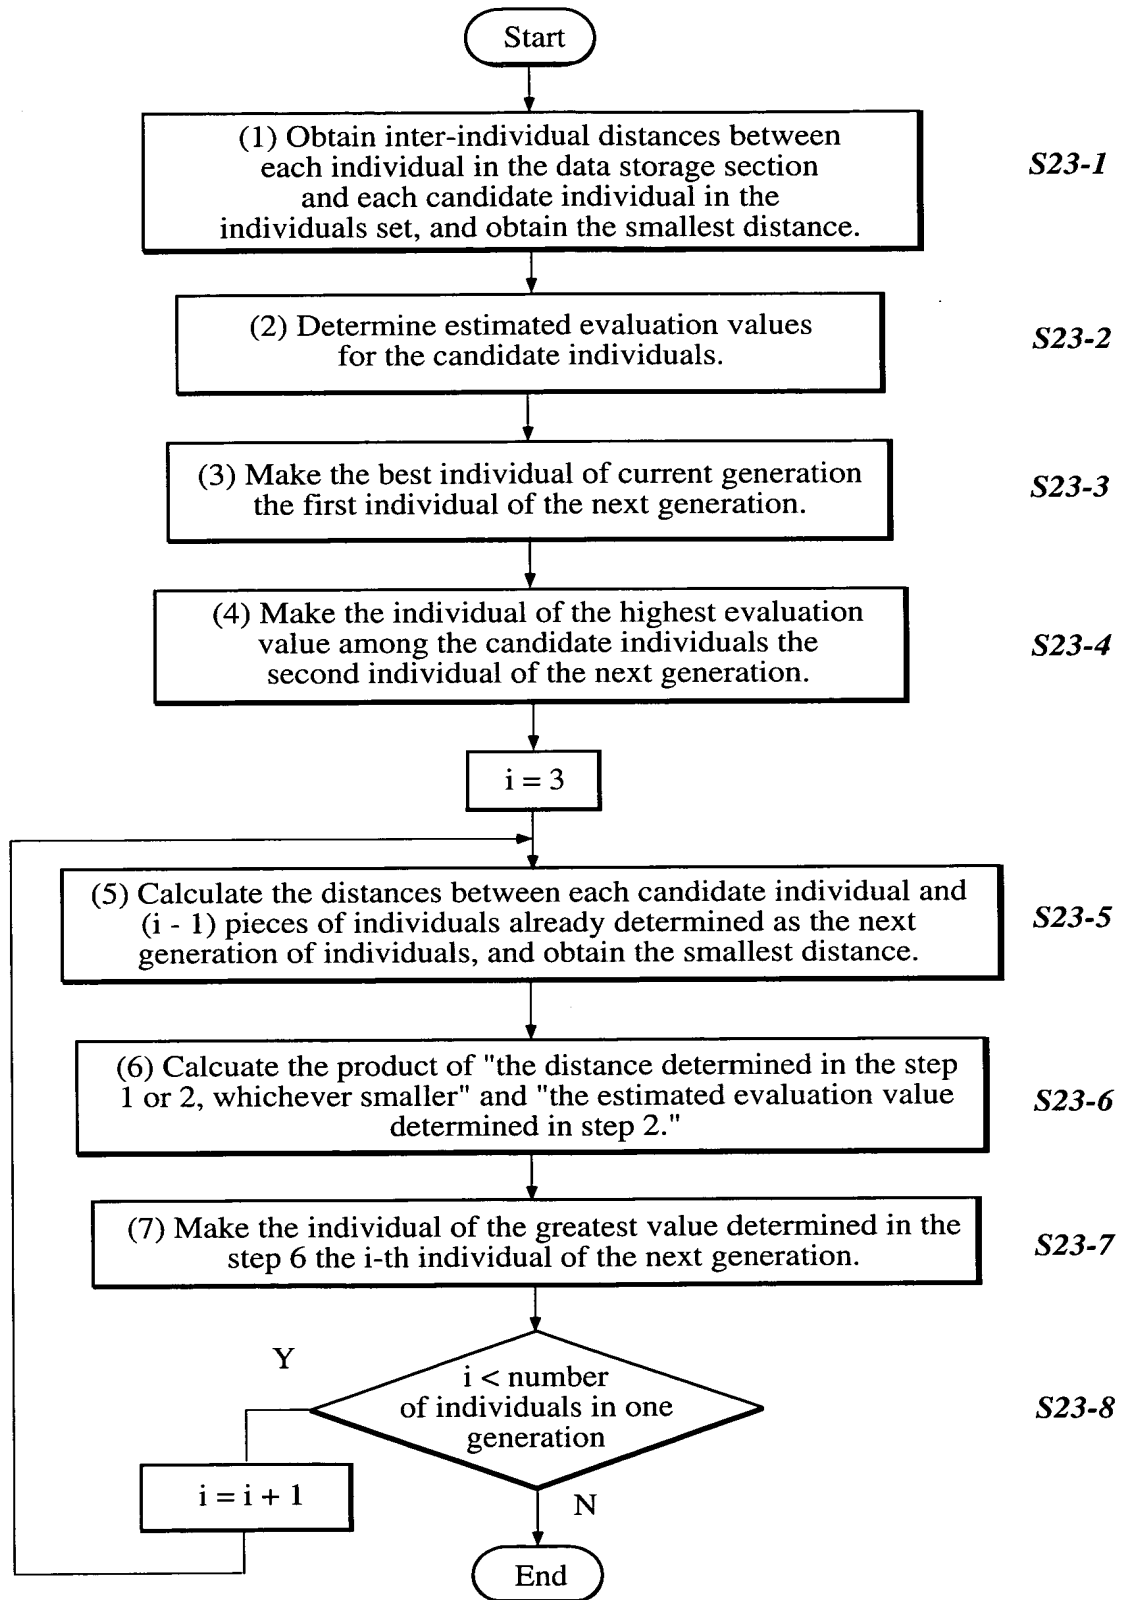 Start
(1) Obtain inter-individual distances between
each individual in the data storage section
and each candidate individual in the
individuals set, and obtain the smallest distance.
S23-1
(2) Determine estimated evaluation values
for the candidate individuals.
S23-2
(3) Make the best individual of current generation
the first individual of the next generation.
S23-3
(4) Make the individual of the highest evaluation
value among the candidate individuals the
second individual of the next generation.
S23-4
i = 3
(5) Calculate the distances between each candidate individual and
(i - 1) pieces of individuals already determined as the next
generation of individuals, and obtain the smallest distance.
S23-5
(6) Calcuate the product of "the distance determined in the step
1 or 2, whichever smaller" and "the estimated evaluation value
determined in step 2."
S23-6
(7) Make the individual of the greatest value determined in the
step 6 the i-th individual of the next generation.
S23-7
Y
i < number
of individuals in one
generation
S23-8
i = i + 1
N
End